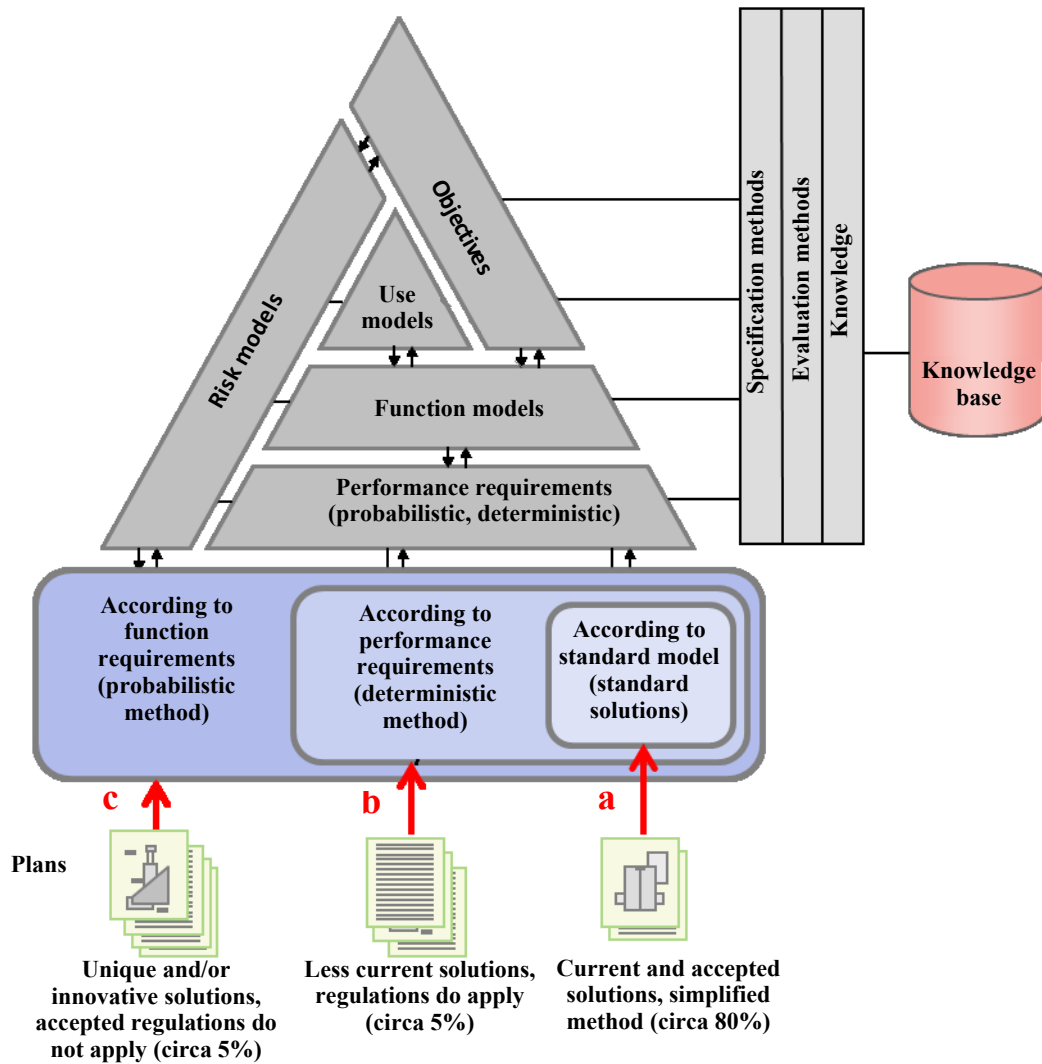 Objectives
Risk models
Use
models
Function models
Performance requirements
(probabilistic, deterministic)
Specification methods
Evaluation methods
Knowledge
Knowledge
base
According to
function
requirements
(probabilistic
method)
According to
performance
requirements
(deterministic
method)
According to
standard model
(standard
solutions)
c
b
a
Plans
Unique and/or
innovative solutions,
accepted regulations do
not apply (circa 5%)
Less current solutions,
regulations do apply
(circa 5%)
Current and accepted
solutions, simplified
method (circa 80%)